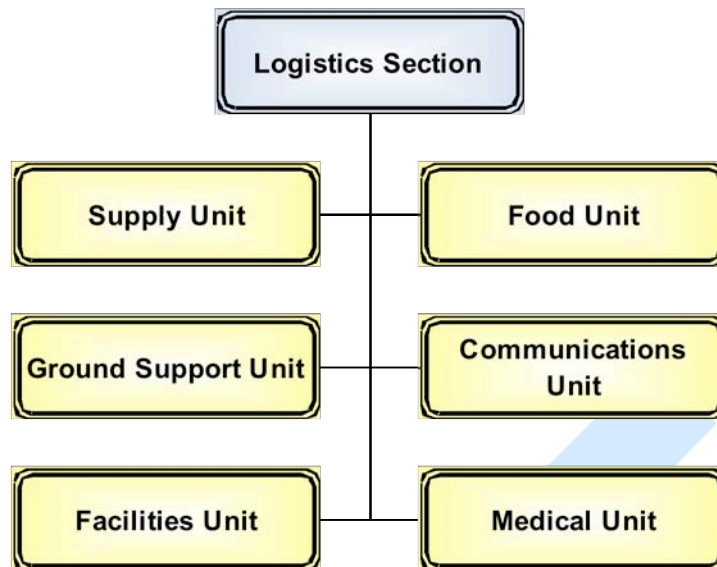 Logistics Section
Supply Unit
Food Unit
Ground Support Unit
Communications
Unit
Facilities Unit
Medical Unit